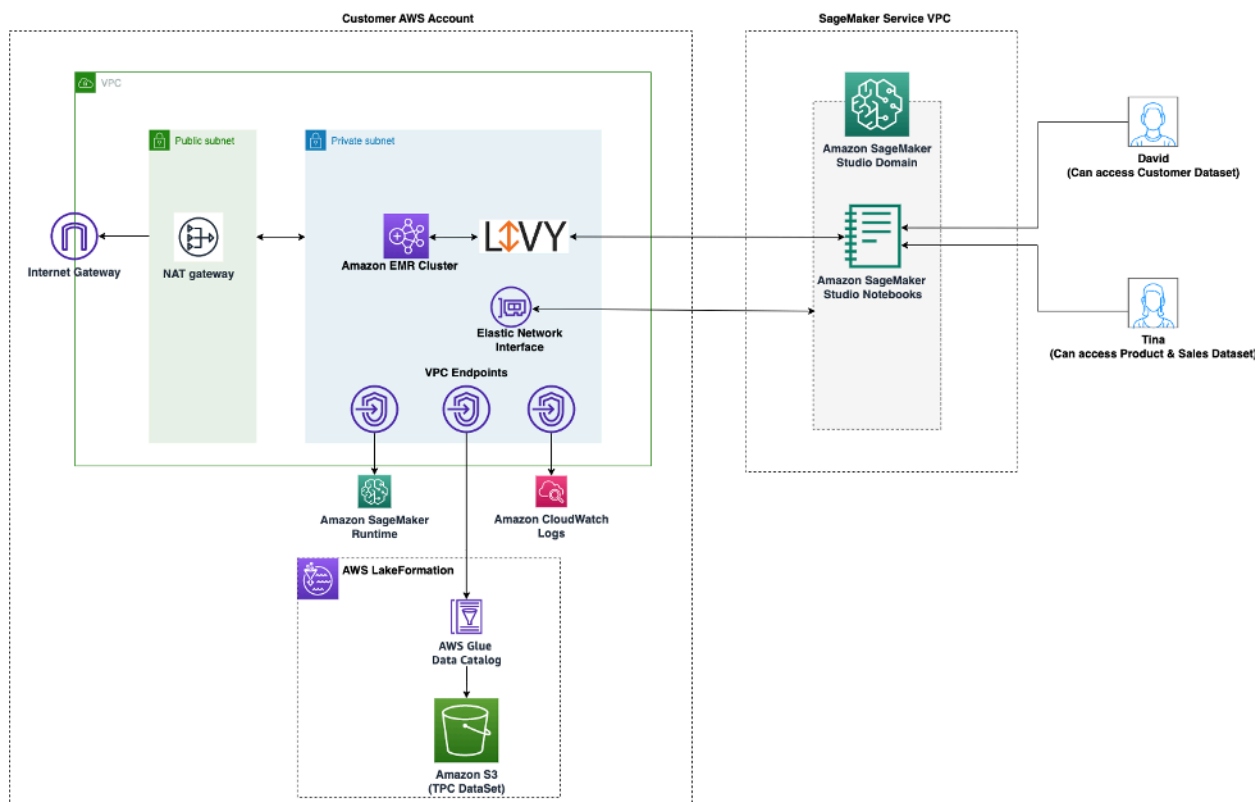 Customer AWS Account
SageMaker Service VPC
VPC
Public subnet
Private subnet
Amazon SageMaker
Studio Domain
David
(Can access Customer Dataset)
LIVY
Internet Gateway
NAT gateway
Amazon EMR Cluster
Amazon SageMaker
Studio Notebooks
Elastic Network
Interface
Tina
(Can access Product & Sales Dataset)
VPC Endpoints
Amazon SageMaker
Runtime
Amazon CloudWatch
Logs
AWS LakeFormation
AWS Glue
Data Catalog
Amazon S3
(TPC DataSet)